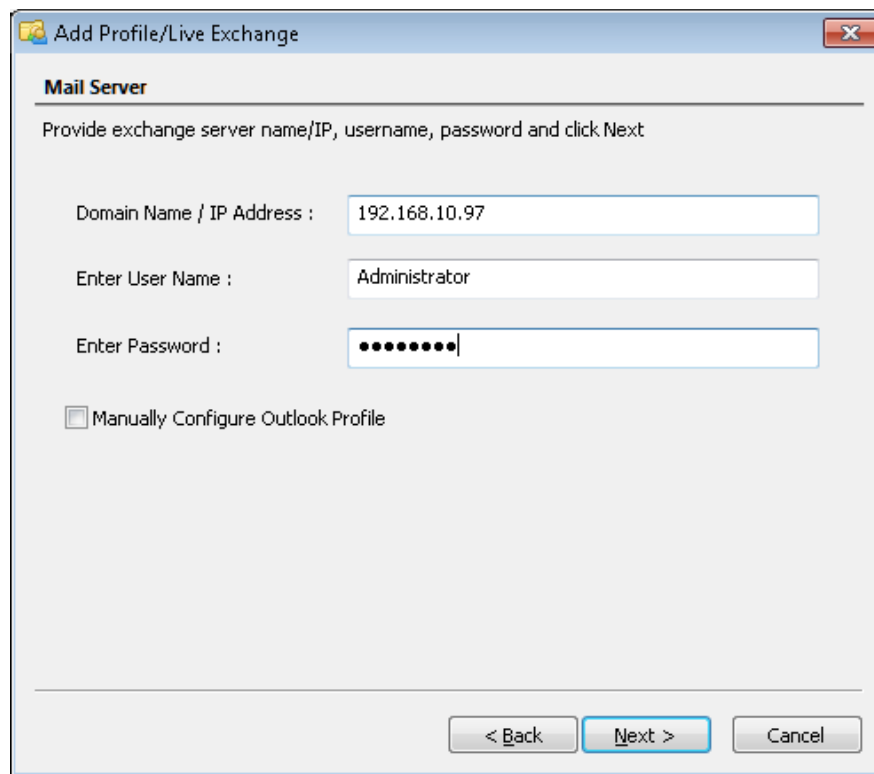 Add Profile/Live Exchange
Mail Server
Provide exchange server name/IP, username, password and click Next
Domain Name / IP Address : 192.168.10.97
Enter User Name : Administrator
Enter Password : ●●●●●●●●
Manually Configure Outlook Profile
< Back Next > Cancel